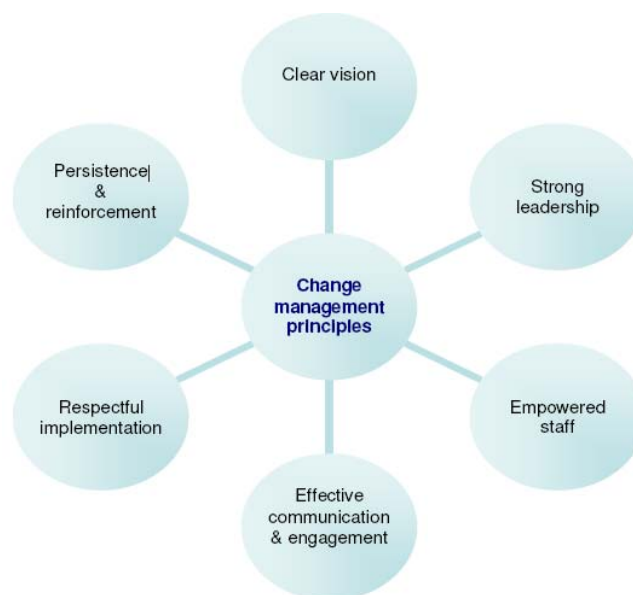 Clear vision
Strong
leadership
Empowered
staff
Effective
communication
& engagement
Respectful
implementation
Persistence|
&
reinforcement
Change
management
principles